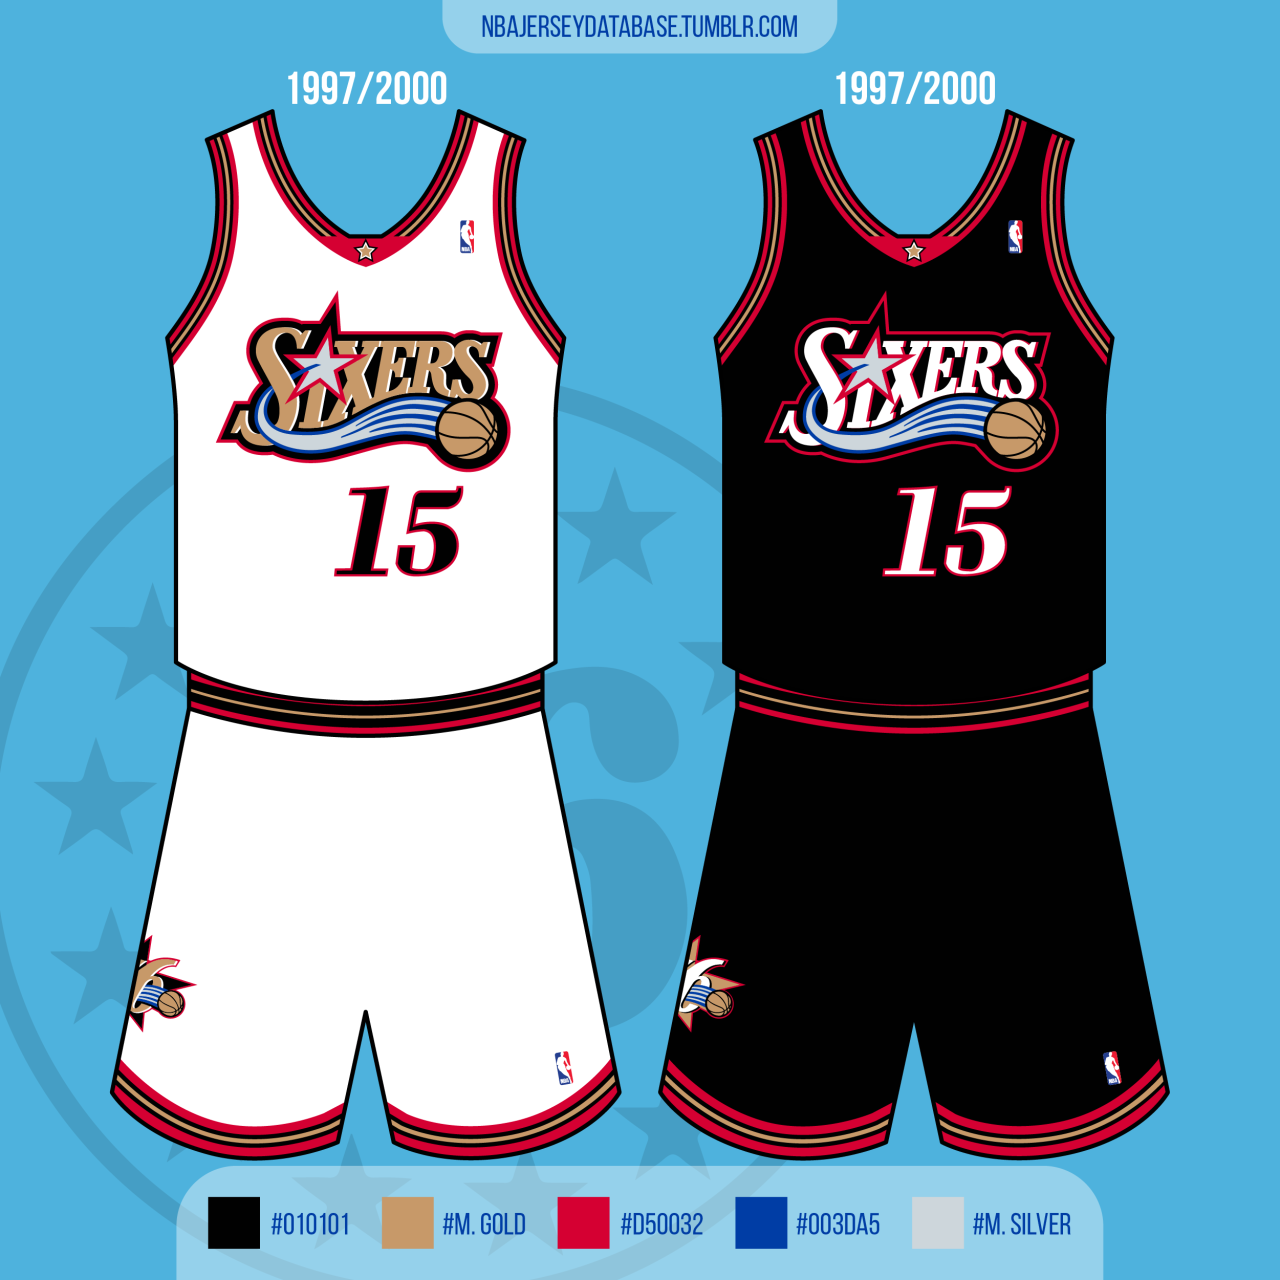 NBAJERSEYDATABASE.TUMBLR.COM
1997/2000
1997/2000
SIXERS
SIXERS
15
15
#010101
#M. GOLD
#D50032
#003DA5
#M. SILVER